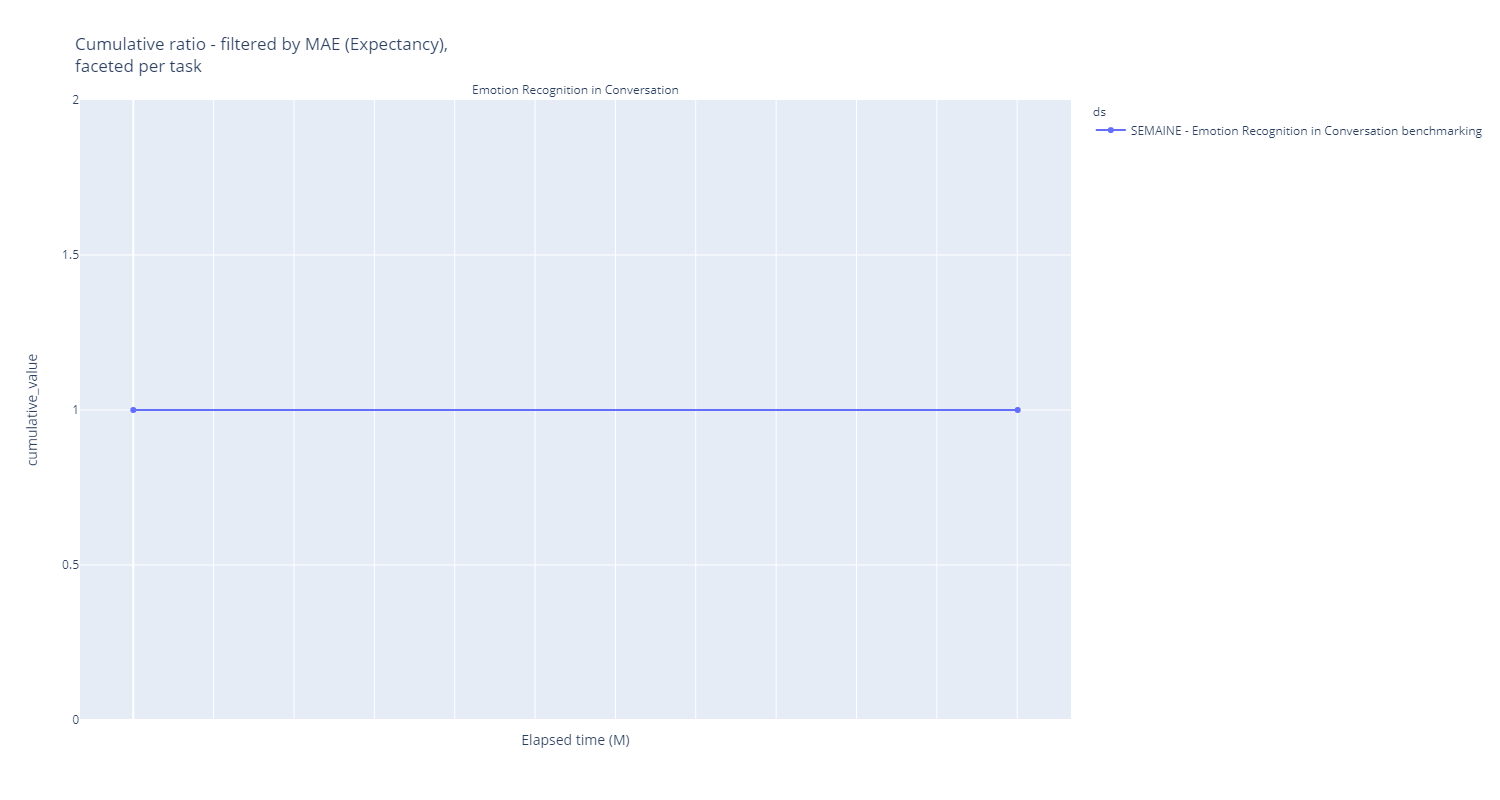 Cumulative ratio - filtered by MAE (Expectancy),
faceted per task
Emotion Recognition in Conversation
2
1.5
1
0.5
0
cumulative_value
Elapsed time (M)
ds
SEMAINE - Emotion Recognition in Conversation benchmarking